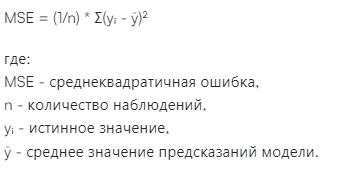 MSE = (1/n) * Σ(yᵢ - ȳ)²
где:
MSE - среднеквадратичная ошибка,
n - количество наблюдений,
yᵢ - истинное значение,
ȳ - среднее значение предсказаний модели.